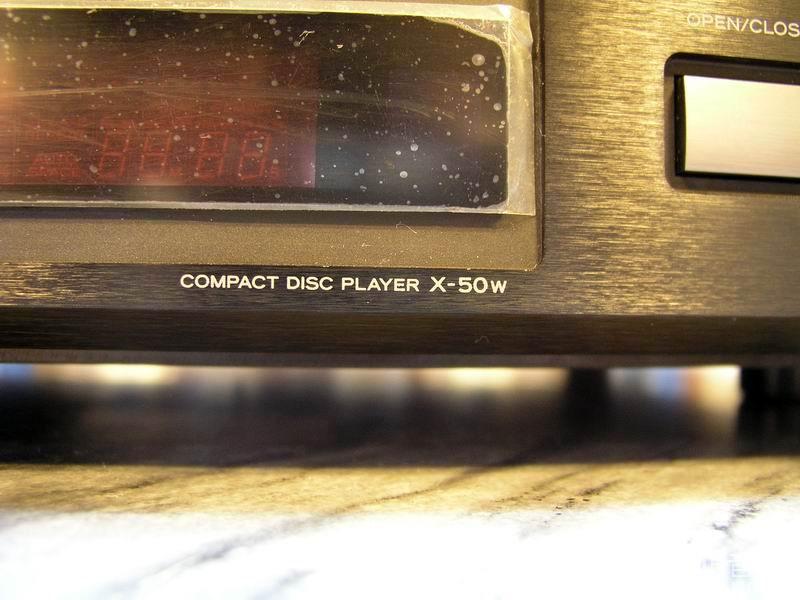 OPEN/CLOS
COMPACT DISC PLAYER X-50w